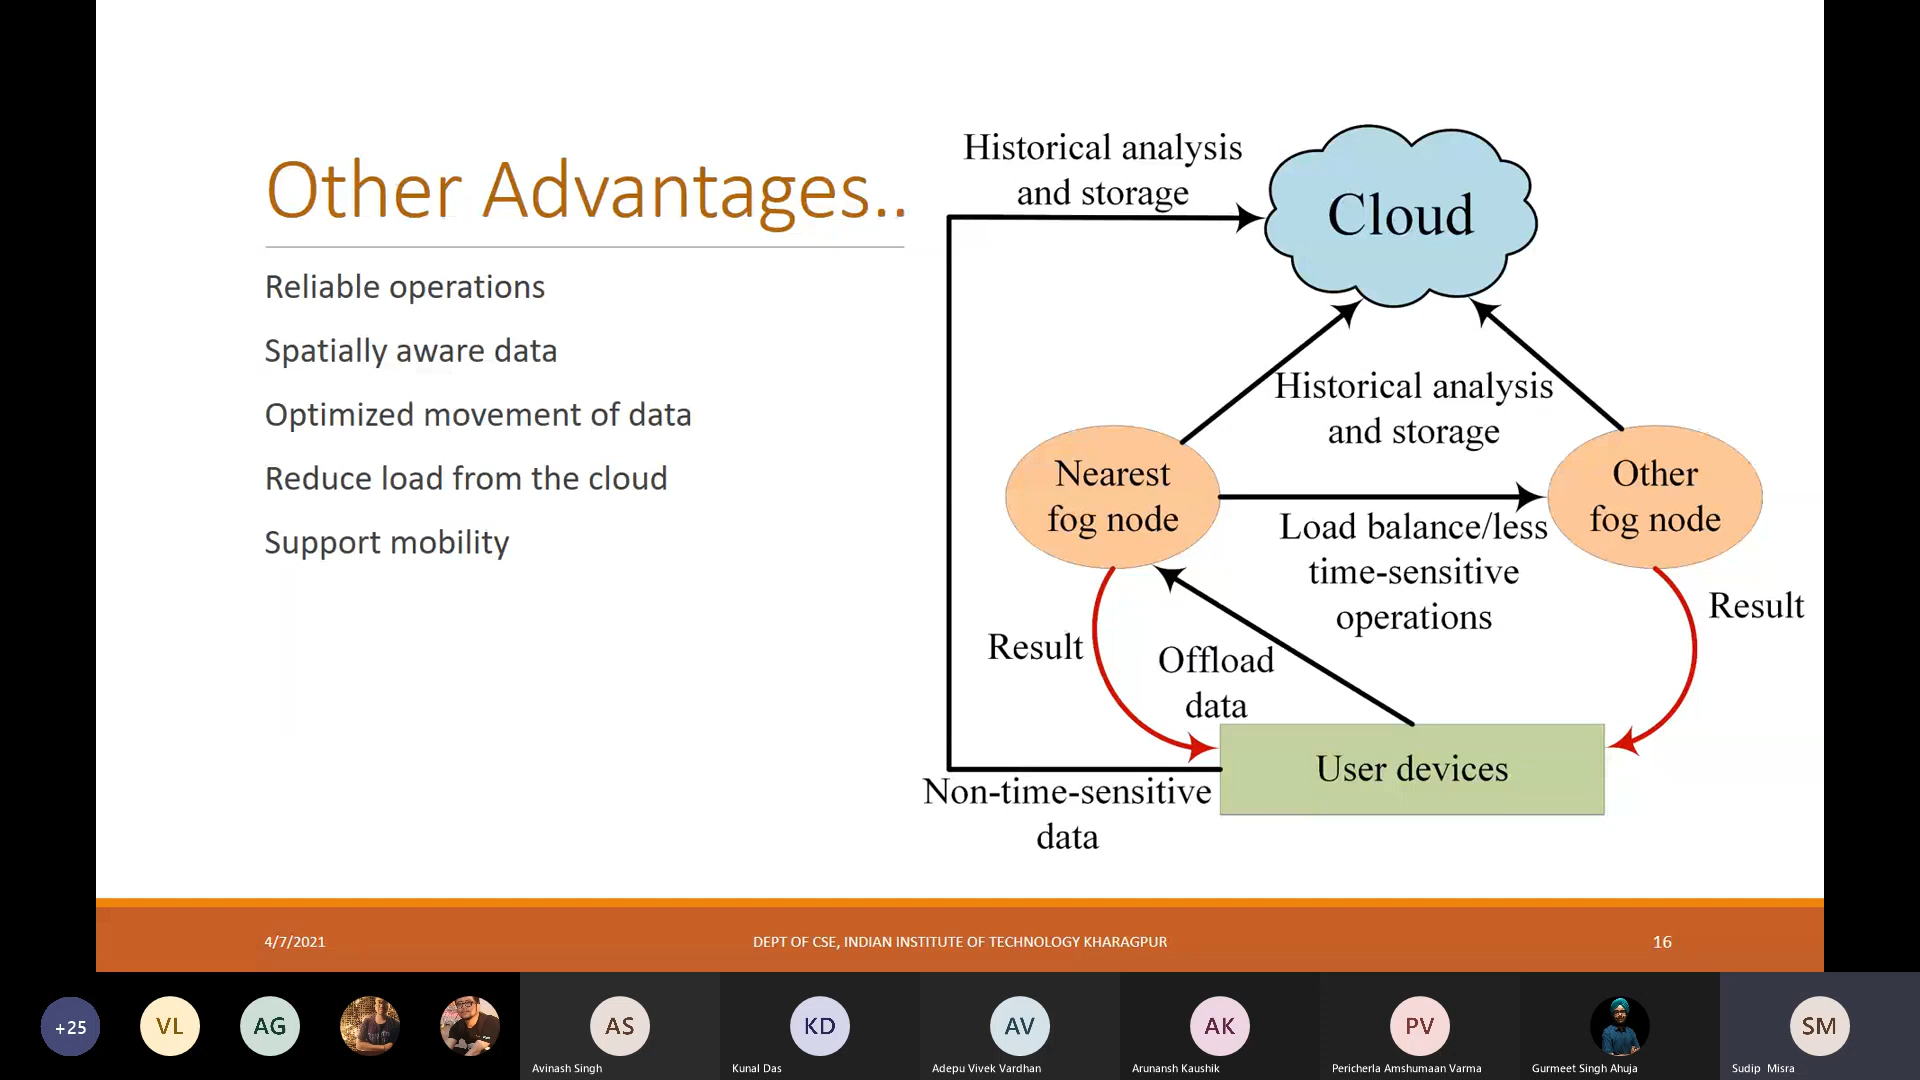 Other Advantages..
Reliable operations
Spatially aware data
Optimized movement of data
Reduce load from the cloud
Support mobility
Historical analysis
and storage
Cloud
Historical analysis
and storage
Nearest
fog node
Other
fog node
Load balance/less
time-sensitive
operations
Result
Result
Offload
data
User devices
Non-time-sensitive
data
4/7/2021
DEPT OF CSE, INDIAN INSTITUTE OF TECHNOLOGY KHARAGPUR
16
+25
VL
AG
AS
KD
AV
AK
PV
SM
Avinash Singh
Kunal Das
Adepu Vivek Vardhan
Arunansh Kaushik
Pericherla Amshumaan Varma
Gurmeet Singh Ahuja
Sudip Misra